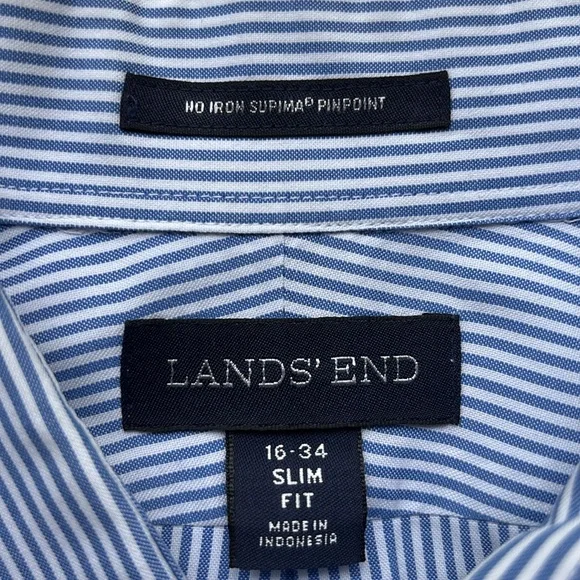 NO IRON SUPIMA® PINPOINT
LANDS' END
16-34
SLIM
FIT
MADE IN
INDONESIA